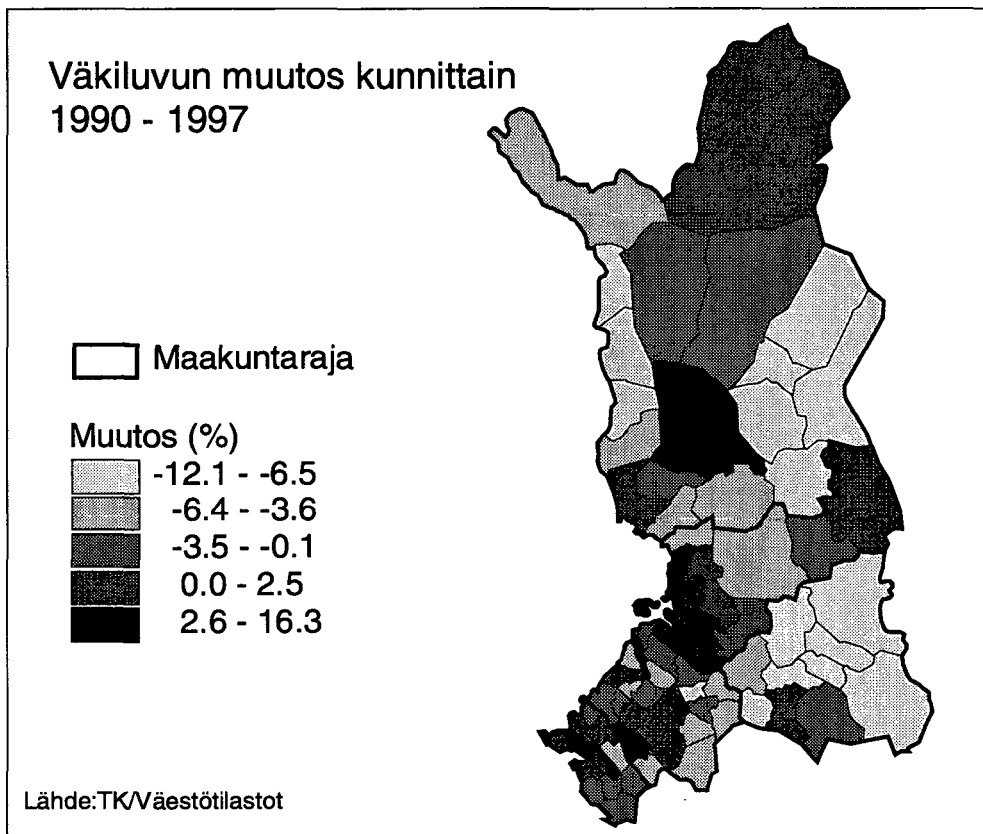 Väkiluvun muutos kunnittain
1990 - 1997
Maakuntaraja
Muutos (%)
-12.1 - -6.5
-6.4 - -3.6
-3.5 - -0.1
0.0 - 2.5
2.6 - 16.3
Lähde:TK/Väestötilastot